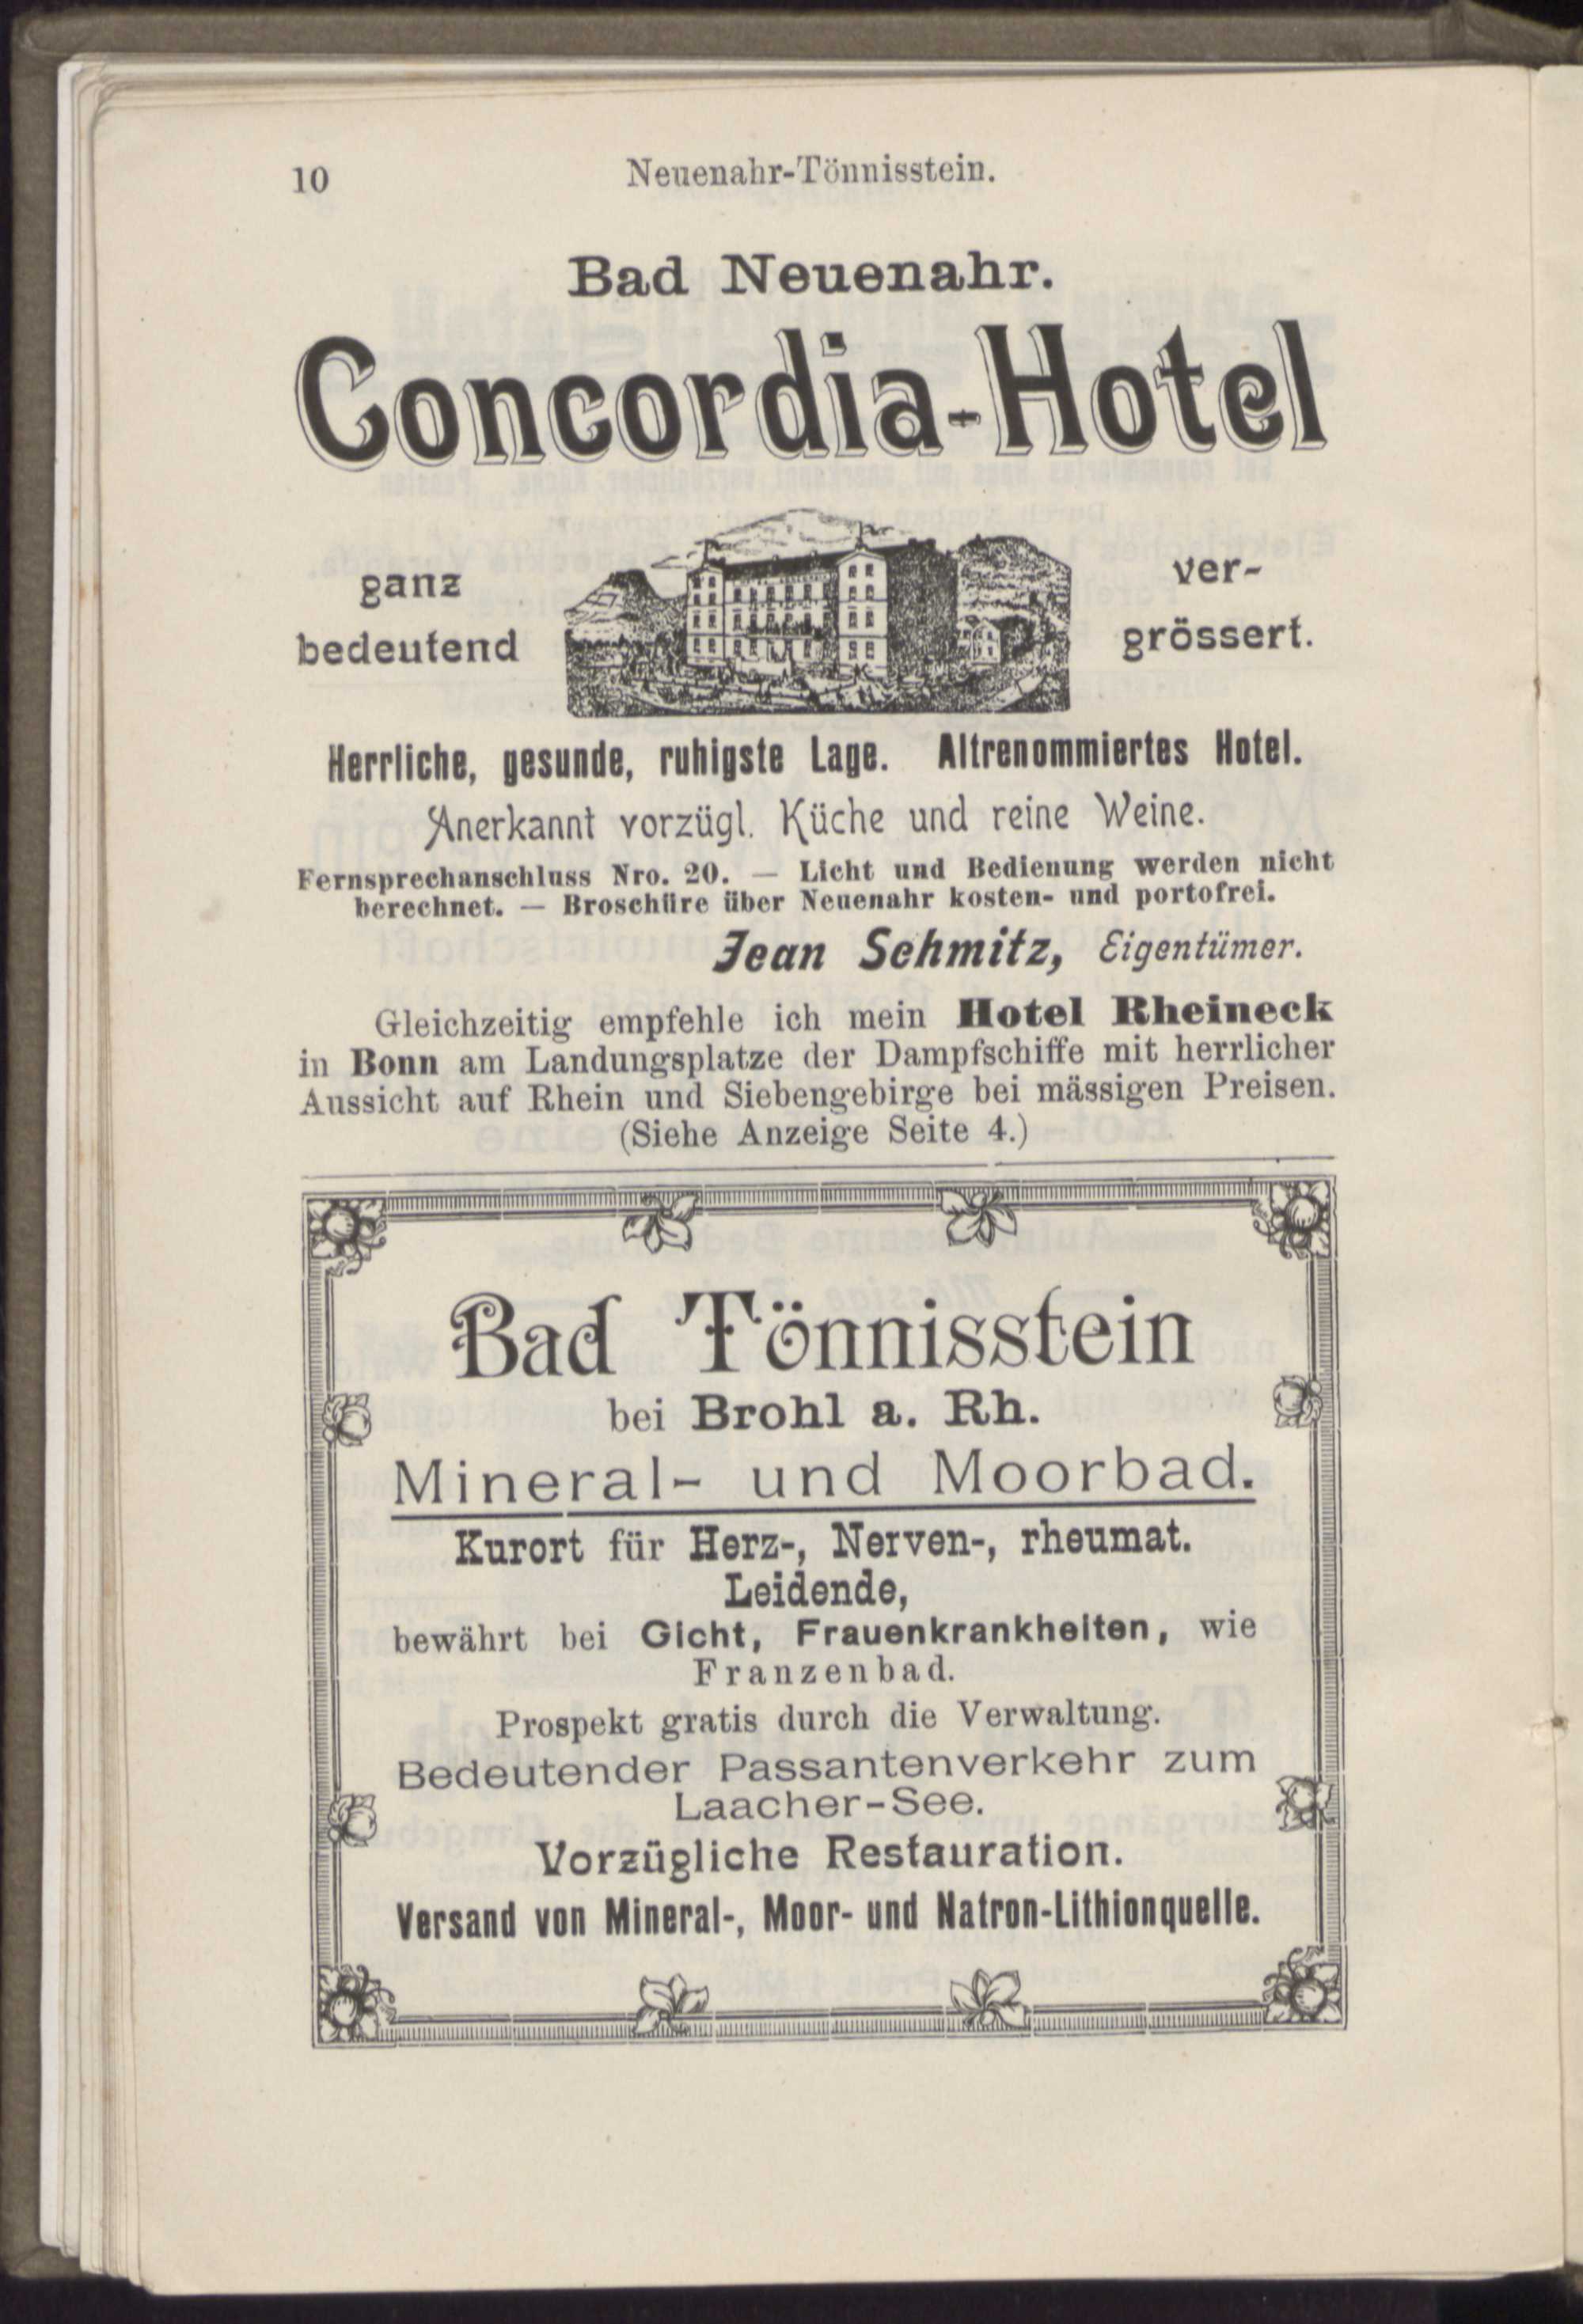 10
Neuenahr-Tönnisstein.
Bad Neuenahr.
Concordia-Hotel
ganz
bedeutend
ver-
grössert.
Herrliche, gesunde, ruhigste Lage. Altrenommiertes Hotel.
Anerkannt vorzügl. Küche und reine Weine.
Fernsprechanschluss Nro. 20. — Licht und Bedienung werden nicht
berechnet. — Broschüre über Neuenahr kosten- und portofrei.
Jean Schmitz, Eigentümer.
Gleichzeitig empfehle ich mein Hotel Rheineck
in Bonn am Landungsplatze der Dampfschiffe mit herrlicher
Aussicht auf Rhein und Siebengebirge bei mässigen Preisen.
(Siehe Anzeige Seite 4.)
Bad Tönnisstein
bei Brohl a. Rh.
Mineral- und Moorbad.
Kurort für Herz-, Nerven-, rheumat.
Leidende,
bewährt bei Gicht, Frauenkrankheiten, wie
Franzenbad.
Prospekt gratis durch die Verwaltung.
Bedeutender Passantenverkehr zum
Laacher-See.
Vorzügliche Restauration.
Versand von Mineral-, Moor- und Natron-Lithionquelle.